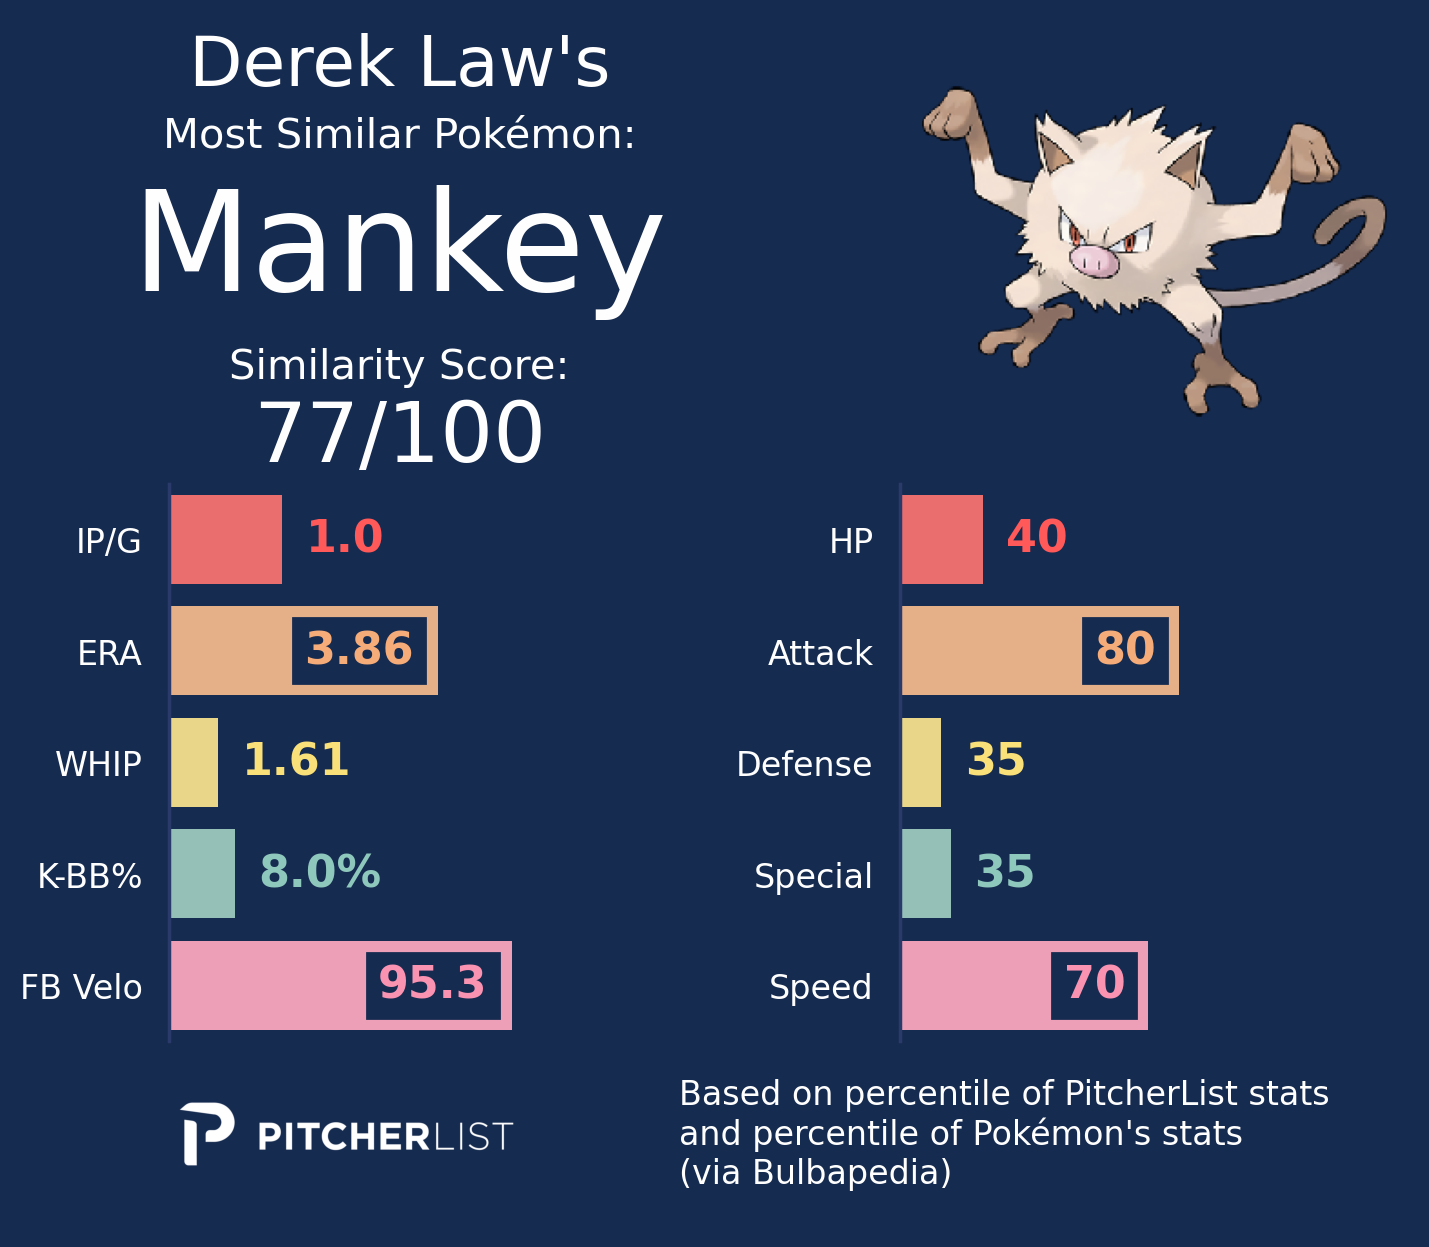 Derek Law's
Most Similar Pokémon:
Mankey
Similarity Score:
77/100
IP/G 1.0
ERA 3.86
WHIP 1.61
K-BB% 8.0%
FB Velo 95.3
HP 40
Attack 80
Defense 35
Special 35
Speed 70
PITCHERLIST
Based on percentile of PitcherList stats
and percentile of Pokémon's stats
(via Bulbapedia)